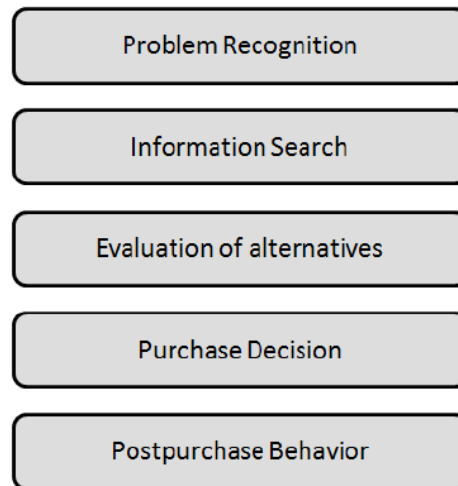 Problem Recognition
Information Search
Evaluation of alternatives
Purchase Decision
Postpurchase Behavior